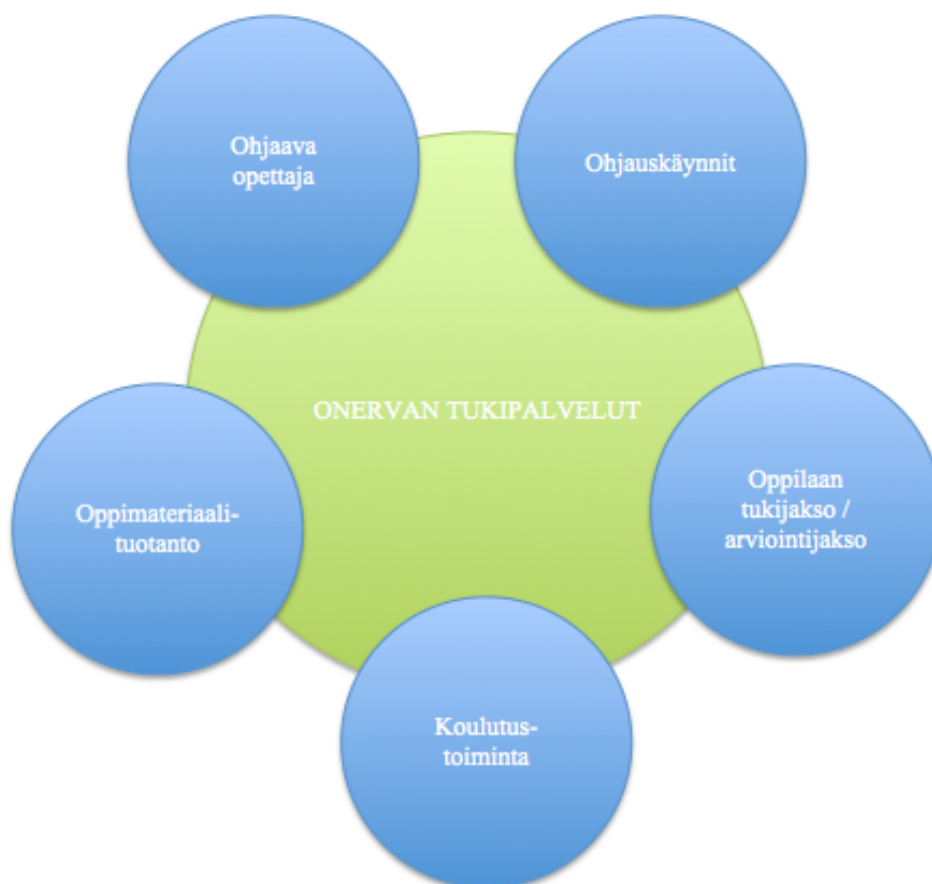 Ohjaava
opettaja
Ohjauskäynnit
ONERVAN TUKIPALVELUT
Oppimateriaali-
tuotanto
Oppilaan
tukijakso /
arviointijakso
Koulutus-
toiminta